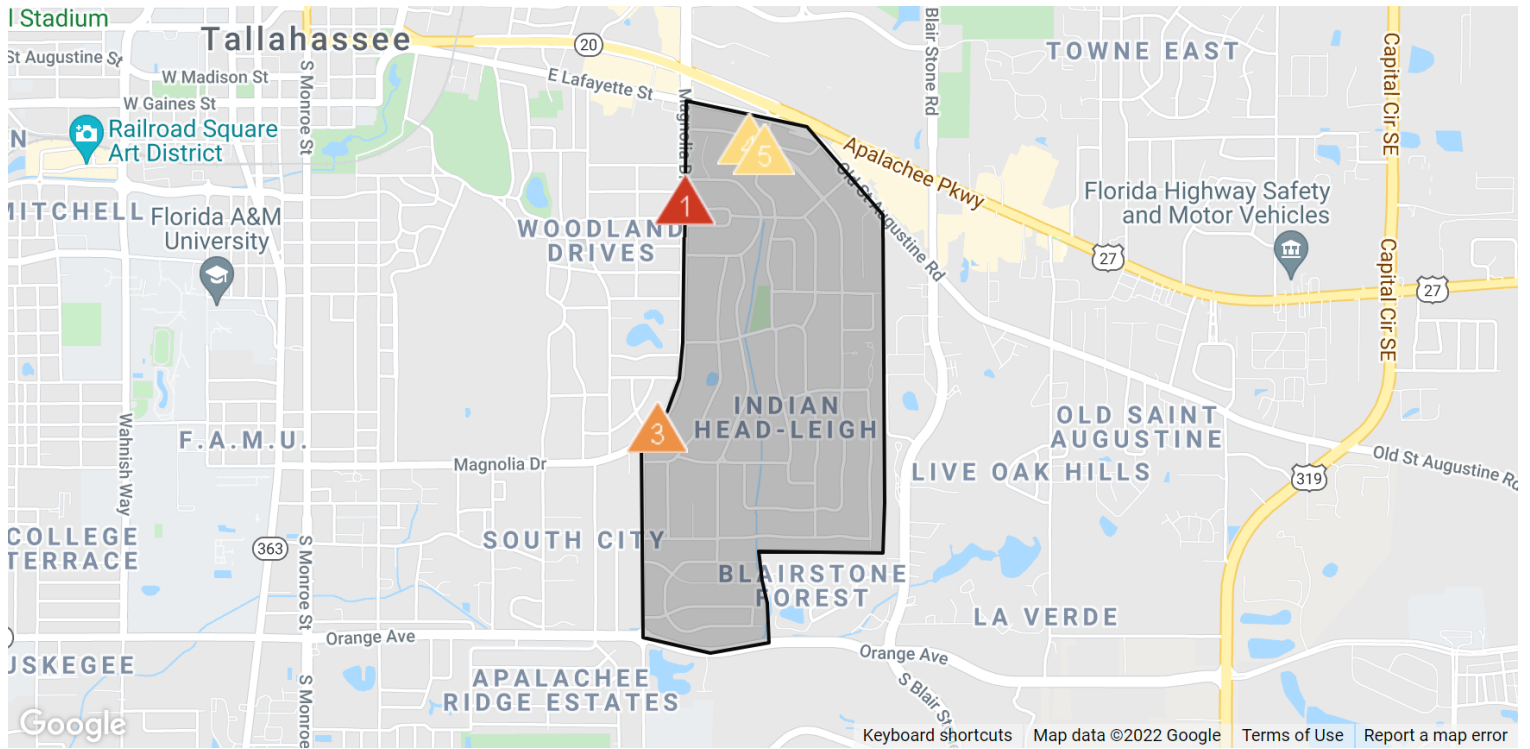 l Stadium
Tallahassee
St Augustine St
W Madison St
W Gaines St
S Monroe St
20
E Lafayette St
Blair Stone Rd
TOWNE EAST
Capital Cir SE
Railroad Square
Art District
Magnolia D
4
5
Apalachee Pkwy
Old St Augustine Rd
MITCHELL
Florida A&M
University
1
WOODLAND
DRIVES
Florida Highway Safety
and Motor Vehicles
27
27
Capital Cir SE
INDIAN
HEAD-LEIGH
3
OLD SAINT
AUGUSTINE
Wahnish Way
F.A.M.U.
Magnolia Dr
LIVE OAK HILLS
319
Old St Augustine Rd
COLLEGE
TERRACE
363
S Monroe St
SOUTH CITY
BLAIRSTONE
FOREST
LA VERDE
Orange Ave
Orange Ave
USKEGEE
APALACHEE
RIDGE ESTATES
S Monroe
S Blair St
Google
Keyboard shortcuts
Map data ©2022 Google
Terms of Use
Report a map error